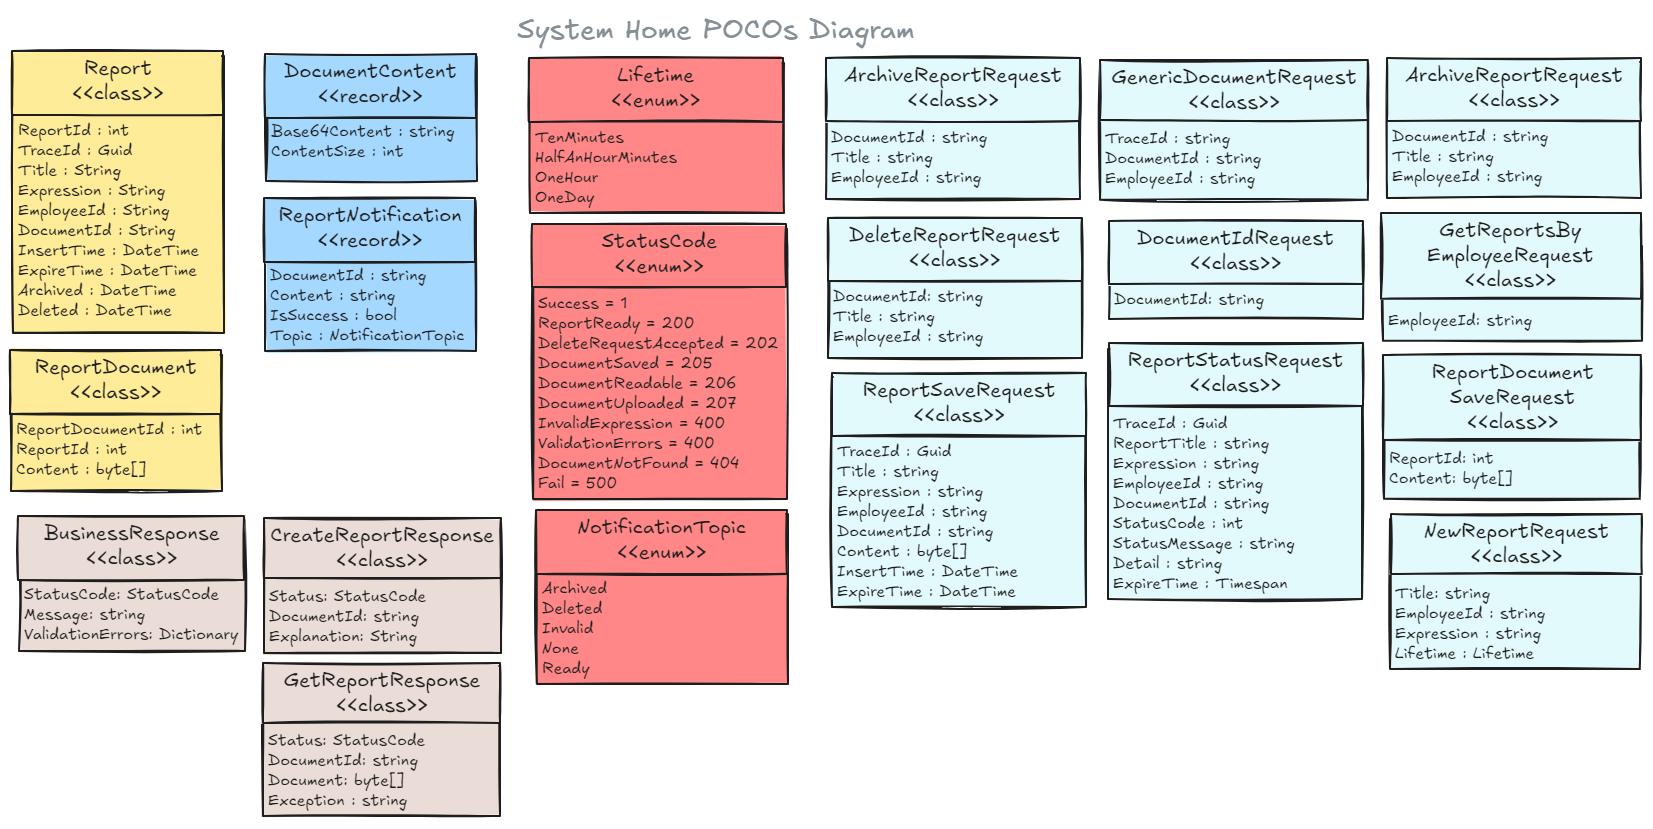 System Home POCOs Diagram
Report
<<class>>
ReportId : int
TraceId : Guid
Title : String
Expression : String
EmployeeId : String
DocumentId : String
InsertTime : DateTime
ExpireTime : DateTime
Archived : DateTime
Deleted : DateTime
ReportDocument
<<class>>
ReportDocumentId : int
ReportId : int
Content : byte[]
BusinessResponse
<<class>>
StatusCode: StatusCode
Message: string
ValidationErrors: Dictionary
DocumentContent
<<record>>
Base64Content : string
ContentSize : int
ReportNotification
<<record>>
DocumentId : string
Content : string
IsSuccess : bool
Topic : NotificationTopic
CreateReportResponse
<<class>>
Status: StatusCode
DocumentId: string
Explanation: String
GetReportResponse
<<class>>
Status: StatusCode
DocumentId: string
Document: byte[]
Exception : string
Lifetime
<<enum>>
TenMinutes
HalfAnHourMinutes
OneHour
OneDay
StatusCode
<<enum>>
Success = 1
ReportReady = 200
DeleteRequestAccepted = 202
DocumentSaved = 205
DocumentReadable = 206
DocumentUploaded = 207
InvalidExpression = 400
ValidationErrors = 400
DocumentNotFound = 404
Fail = 500
NotificationTopic
<<enum>>
Archived
Deleted
Invalid
None
Ready
ArchiveReportRequest
<<class>>
DocumentId : string
Title : string
EmployeeId : string
DeleteReportRequest
<<class>>
DocumentId: string
Title : string
EmployeeId : string
ReportSaveRequest
<<class>>
TraceId : Guid
Title : string
Expression : string
EmployeeId : string
DocumentId : string
Content : byte[]
InsertTime : DateTime
ExpireTime : DateTime
GenericDocumentRequest
<<class>>
TraceId : string
DocumentId : string
EmployeeId : string
DocumentIdRequest
<<class>>
DocumentId: string
ReportStatusRequest
<<class>>
TraceId : Guid
ReportTitle : string
Expression : string
EmployeeId : string
DocumentId : string
StatusCode : int
StatusMessage : string
Detail : string
ExpireTime : Timespan
ArchiveReportRequest
<<class>>
DocumentId : string
Title : string
EmployeeId : string
GetReportsBy
EmployeeRequest
<<class>>
EmployeeId: string
ReportDocument
SaveRequest
<<class>>
ReportId: int
Content: byte[]
NewReportRequest
<<class>>
Title: string
EmployeeId : string
Expression : string
Lifetime : Lifetime